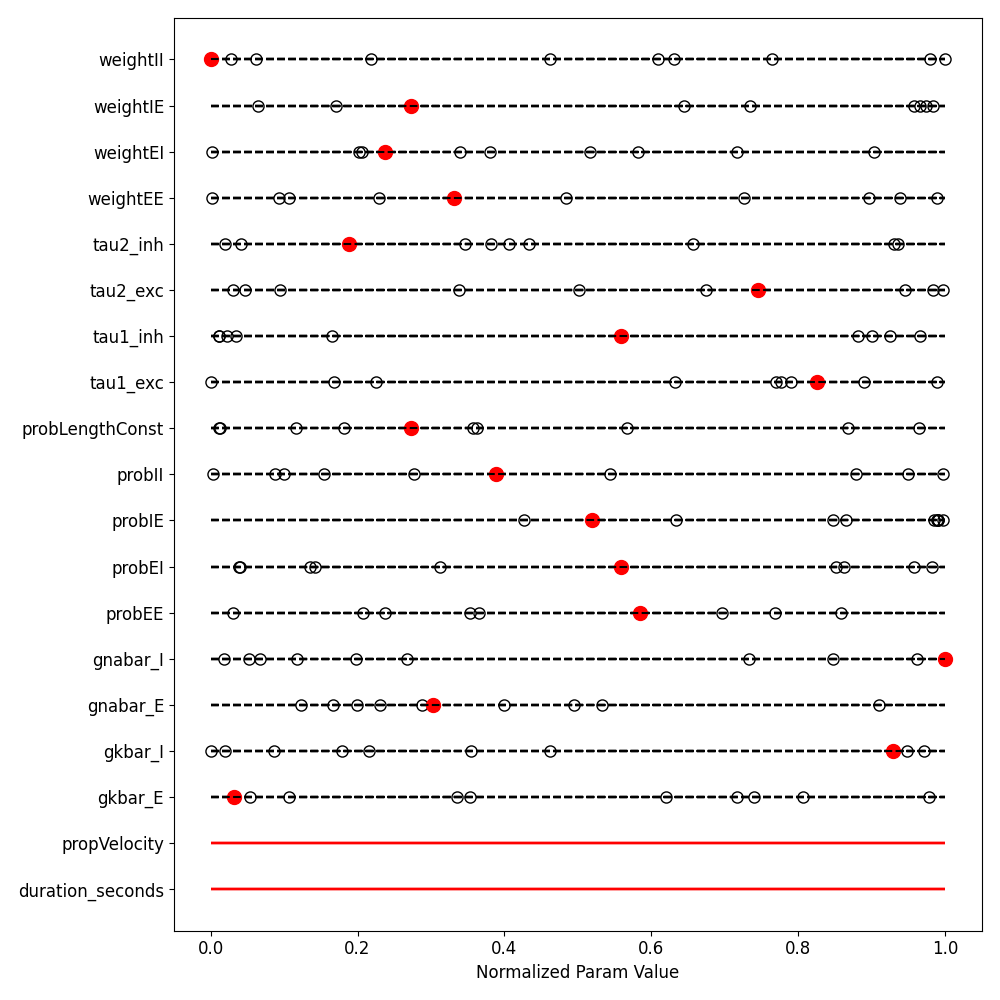 weightII
weightIE
weightEI
weightEE
tau2_inh
tau2_exc
tau1_inh
tau1_exc
probLengthConst
probII
probIE
probEI
probEE
gnabar_I
gnabar_E
gkbar_I
gkbar_E
propVelocity
duration_seconds
0.0 0.2 0.4 0.6 0.8 1.0
Normalized Param Value